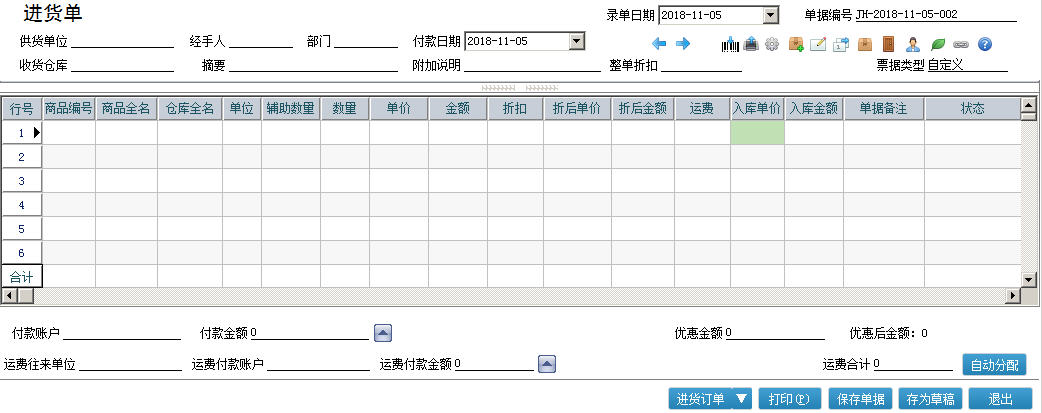 进货单
录单日期 2018-11-05 单据编号 JH-2018-11-05-002
供货单位 经手人 部门 付款日期 2018-11-05
收货仓库 摘要 附加说明 整单折扣 票据类型 自定义
行号 商品编号 商品全名 仓库全名 单位 辅助数量 数量 单价 金额 折扣 折后单价 折后金额 运费 入库单价 入库金额 单据备注 状态
1
2
3
4
5
6
合计
付款账户 付款金额 0 优惠金额 0 优惠后金额: 0
运费往来单位 运费付款账户 运费付款金额 0 运费合计 0 自动分配
进货订单 打印(P) 保存单据 存为草稿 退出